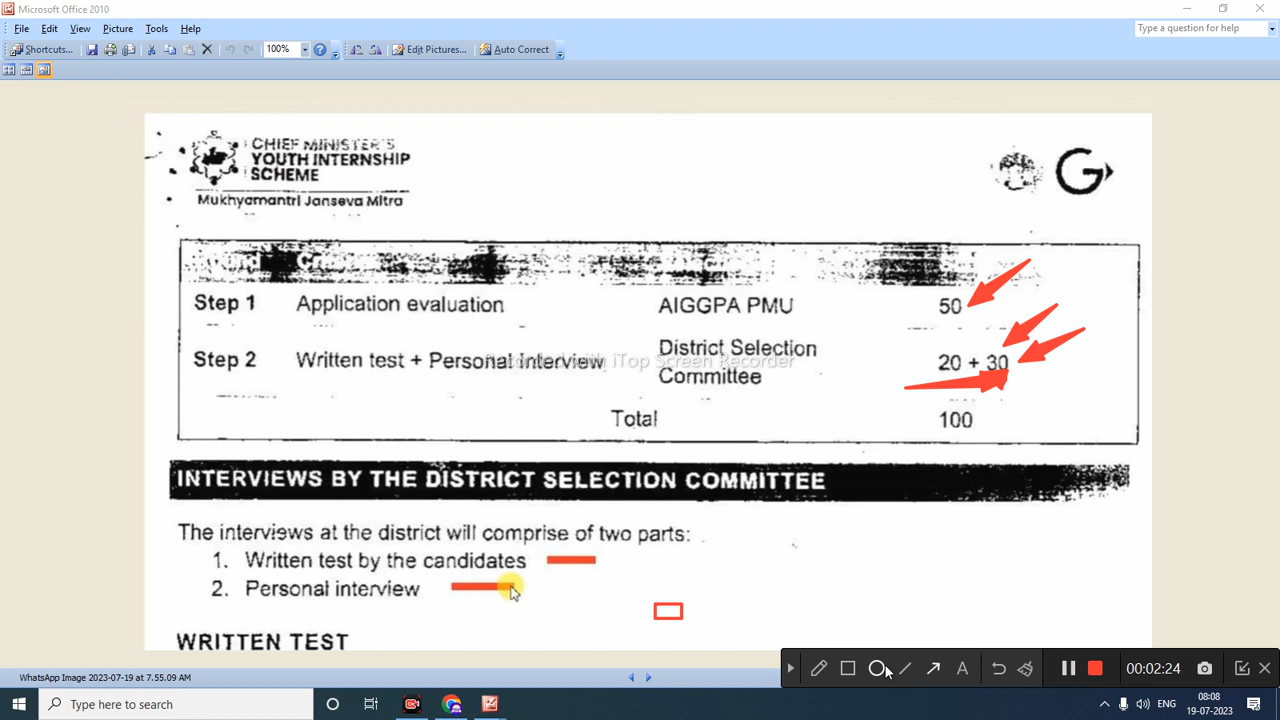 Microsoft Office 2010
File Edit View Picture Tools Help
Type a question for help
Shortcuts...
100%
Edit Pictures...
Auto Correct
CHIEF MINISTER'S
YOUTH INTERNSHIP
SCHEME
Mukhyamantri Janseva Mitra
G
Step 1 Application evaluation AIGGPA PMU 50
Step 2 Written test + Personal Interview District Selection Committee 20 + 30
Recorded with iTop Screen Recorder
Total 100
INTERVIEWS BY THE DISTRICT SELECTION COMMITTEE
The interviews at the district will comprise of two parts:
1. Written test by the candidates
2. Personal interview
WRITTEN TEST
A
00:02:24
WhatsApp Image 2023-07-19 at 7.55.09 AM
Type here to search
ENG
08:08
19-07-2023